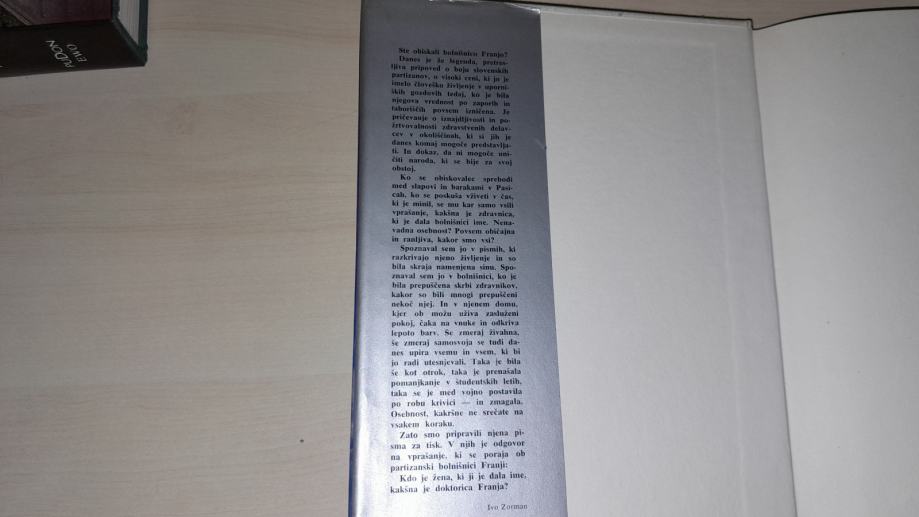 PUDON
EWO
Ste obiskali bolnišnico Franjo?
Danes je že legenda, pretres-
ljiva pripoved o boju slovenskih
partizanov, o visoki ceni, ki jo je
imelo človeško življenje v uporni-
ških gozdovih tedaj, ko je bila
njegova vrednost po zaporih in
taboriščih povsem izničena. Je
pričevanje o iznajdljivosti in po-
žrtvovalnosti zdravstvenih delav-
cev v okoliščinah, ki si jih je
danes komaj mogoče predstavlja-
ti. In dokaz, da ni mogoče uni-
čiti naroda, ki se bije za svoj
obstoj.
Ko se obiskovalec sprehodi
med slapovi in barakami v Pasi-
cah, ko se poskuša vživeti v čas,
ki je minil, se mu kar samo vsili
vprašanje, kakšna je zdravnica,
ki je dala bolnišnici ime. Nena-
vadna osebnost? Povsem običajna
in ranljiva, kakor smo vsi?
Spoznaval sem jo v pismih, ki
razkrivajo njeno življenje in so
bila skraja namenjena sinu. Spo-
znaval sem jo v bolnišnici, ko je
bila prepuščena skrbi zdravnikov,
kakor so bili mnogi prepuščeni
nekoč njej. In v njenem domu,
kjer ob možu uživa zasluženi
pokoj, čaka na vnuke in odkriva
lepoto barv. Še zmeraj živahna,
še zmeraj samosvoja se tudi da-
nes upira vsemu in vsem, ki bi
jo radi utesnjevali. Taka je bila
še kot otrok, taka je prenašala
pomanjkanje v študentskih letih,
taka se je med vojno postavila
po robu krivici — in zmagala.
Osebnost, kakršne ne srečate na
vsakem koraku.
Zato smo pripravili njena pi-
sma za tisk. V njih je odgovor
na vprašanje, ki se poraja ob
partizanski bolnišnici Franji:
Kdo je žena, ki ji je dala ime,
kakšna je doktorica Franja?
Ivo Zorman